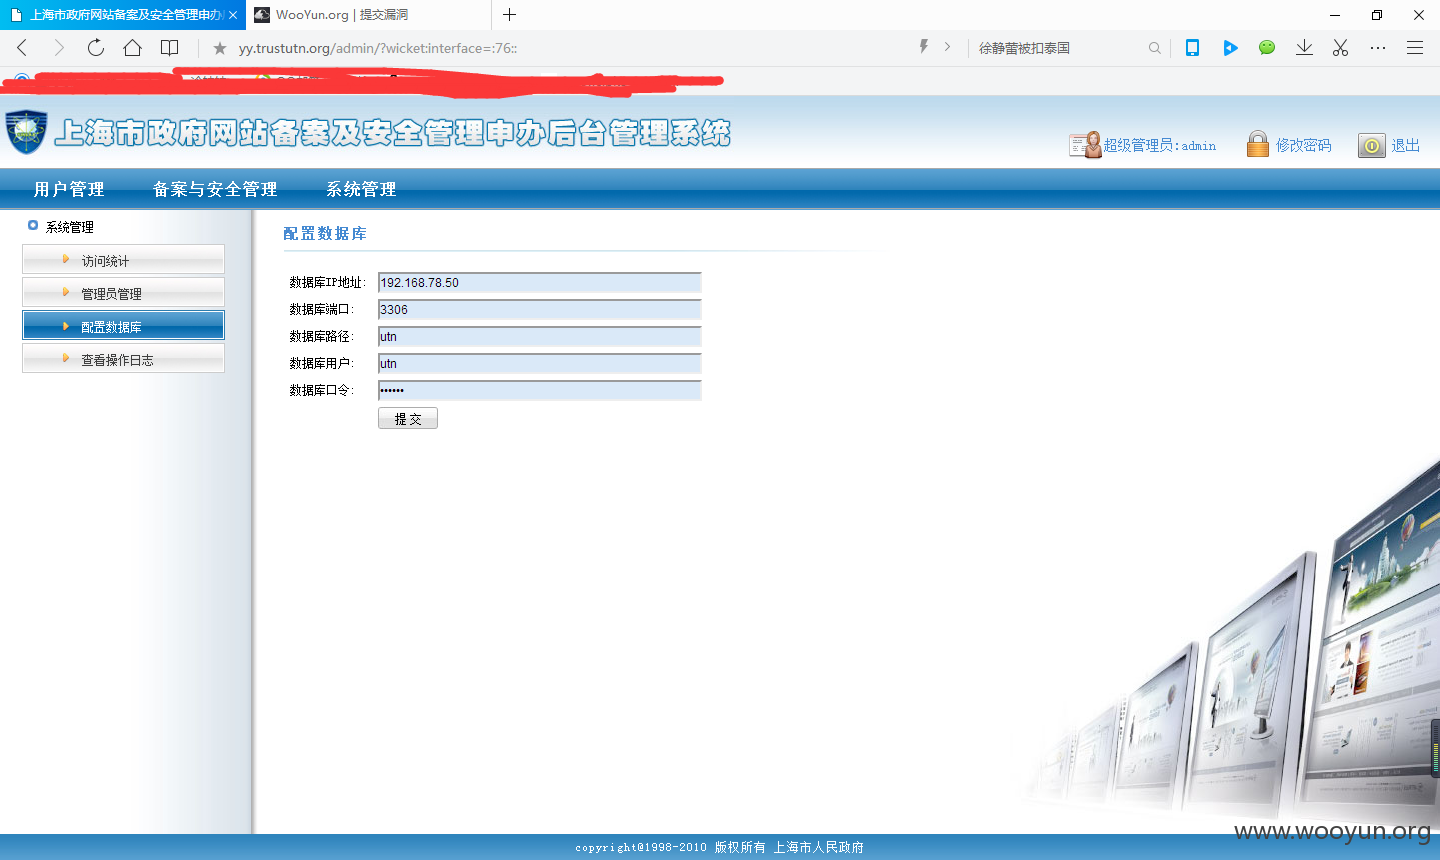 上海市政府网站备案及安全管理申办
WooYun.org | 提交漏洞
yy.trustutn.org/admin/?wicket:interface=:76::
徐静蕾被扣泰国
上海市政府网站备案及安全管理申办后台管理系统
超级管理员:admin
修改密码
退出
用户管理
备案与安全管理
系统管理
系统管理
访问统计
管理员管理
配置数据库
查看操作日志
配置数据库
数据库IP地址: 192.168.78.50
数据库端口: 3306
数据库路径: utn
数据库用户: utn
数据库口令: ••••••
提交
www.wooyun.org
copyright@1998-2010 版权所有 上海市人民政府